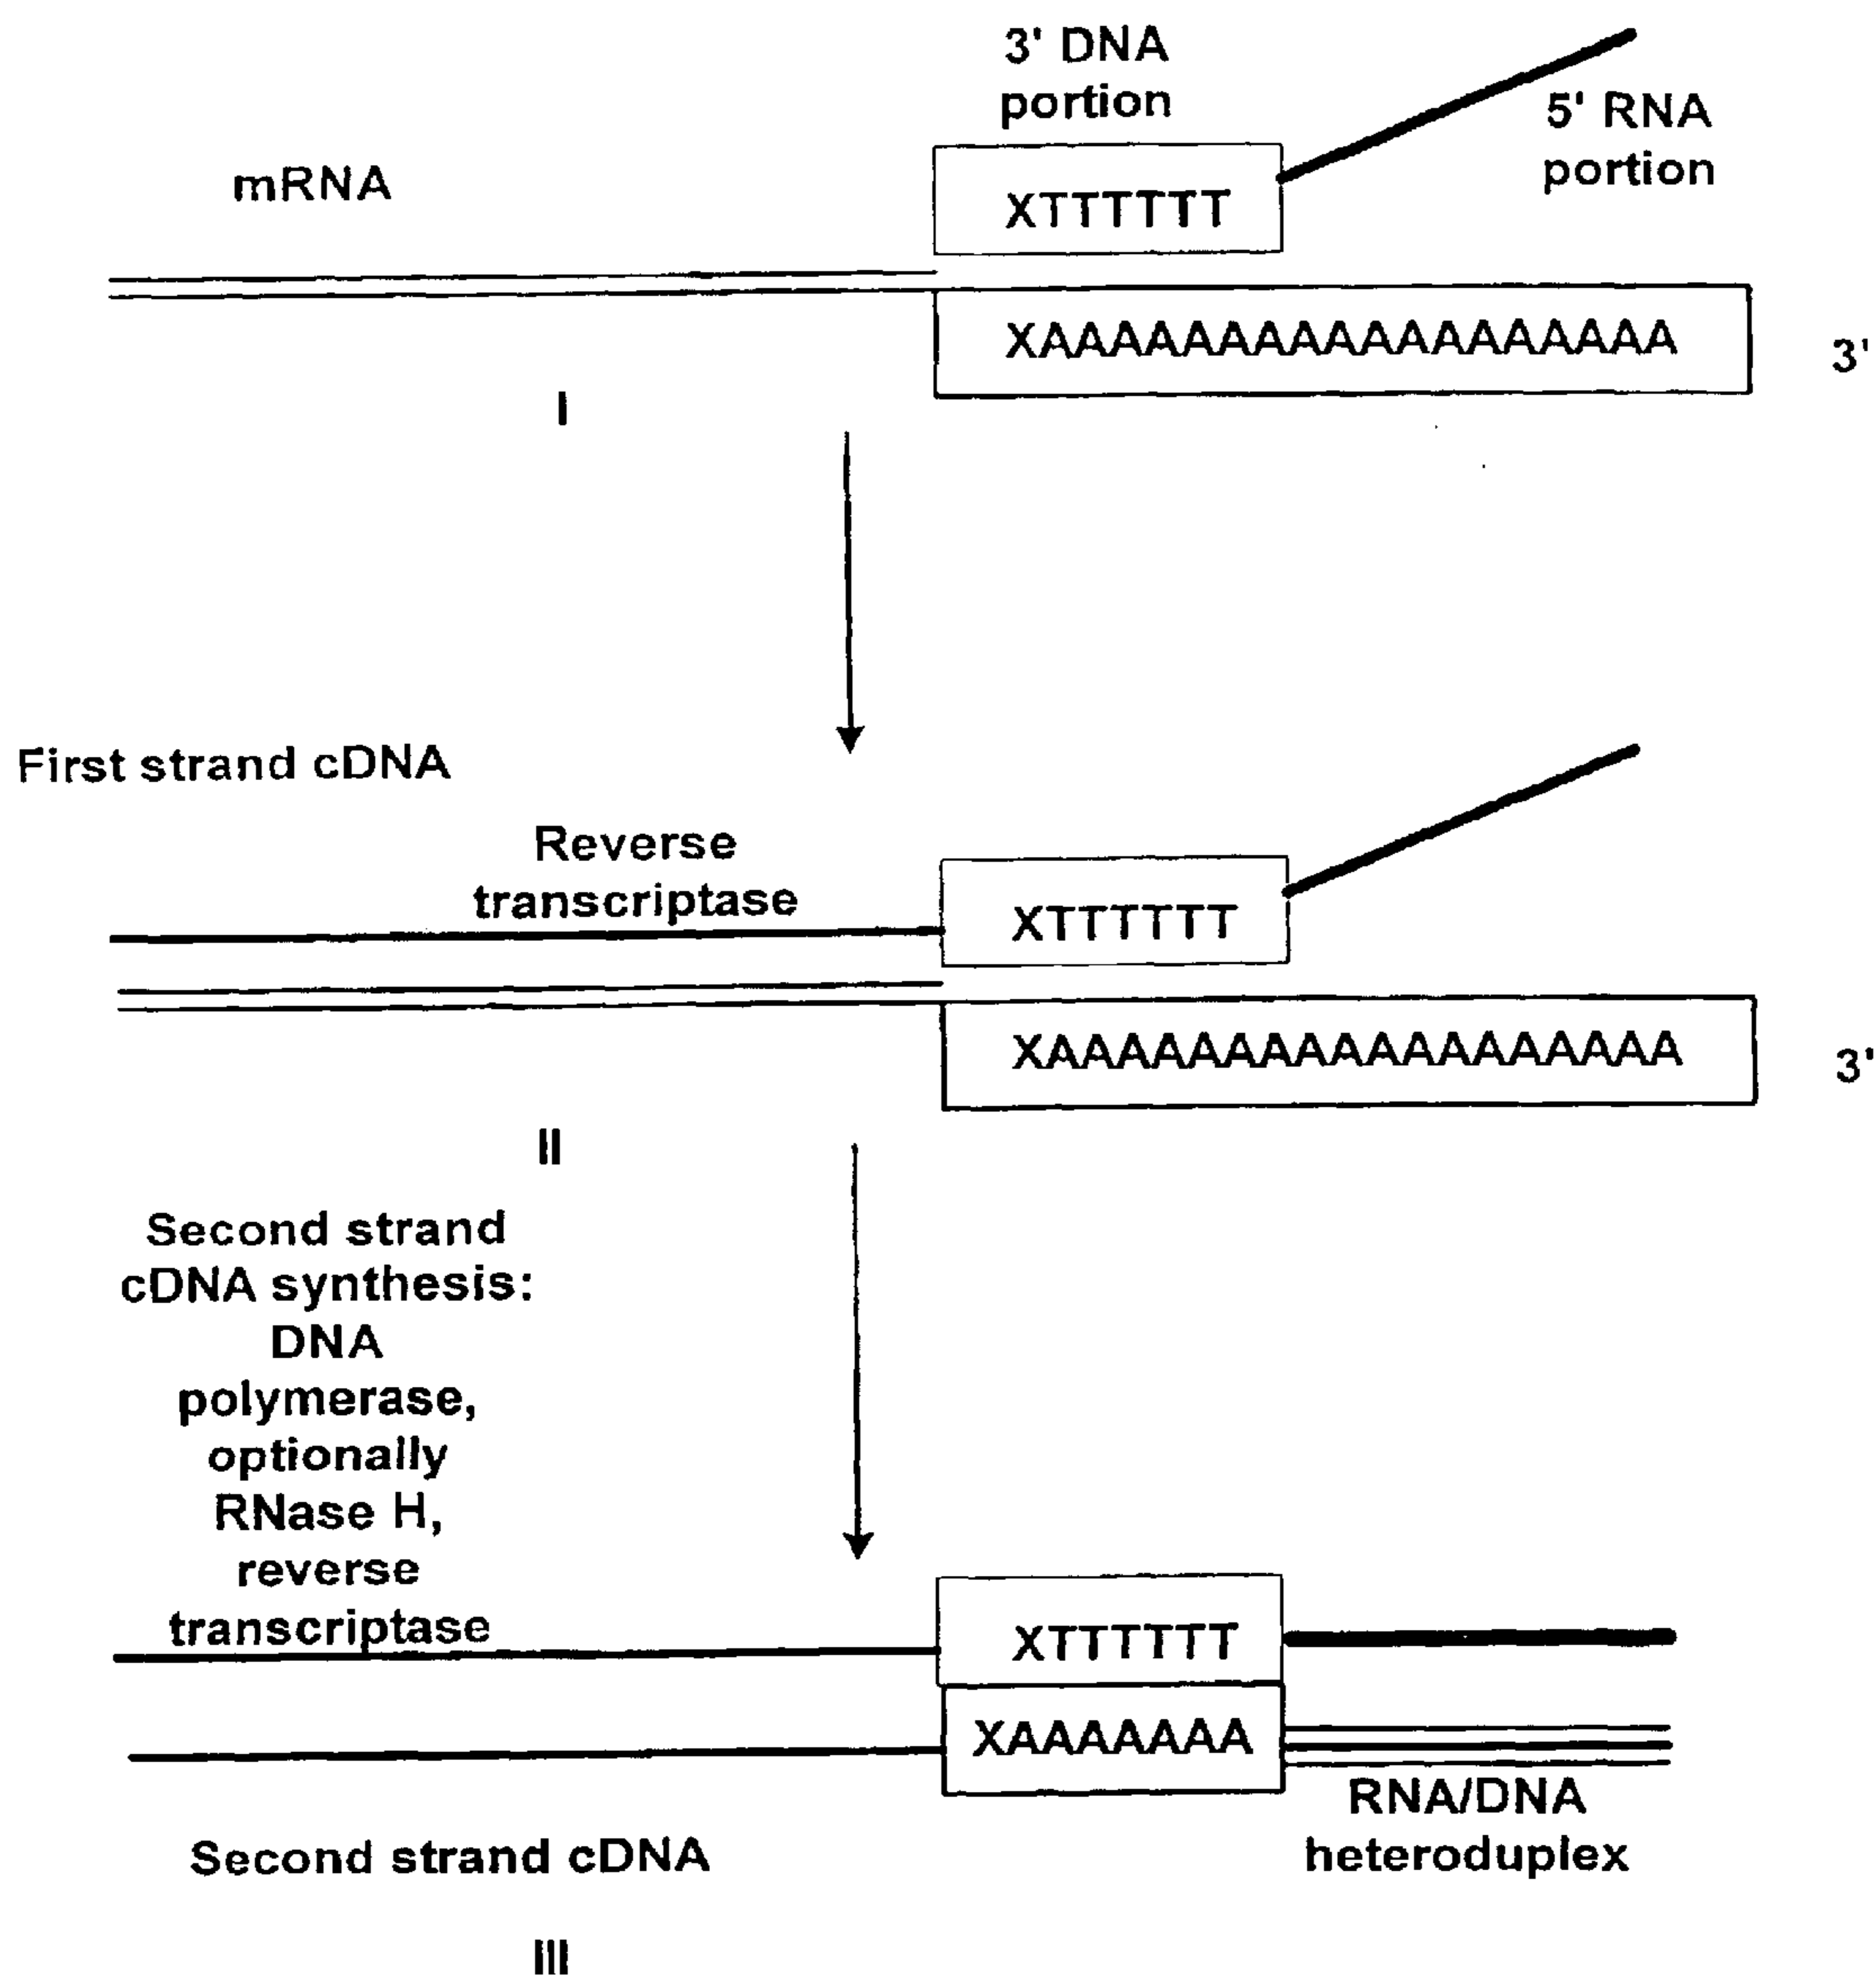 3' DNA
portion
5' RNA
portion
mRNA
XTTTTTT
XAAAAAAAAAAAAAAAAAA
3'
I
First strand cDNA
Reverse
transcriptase
XTTTTTT
XAAAAAAAAAAAAAAAAAA
3'
II
Second strand
cDNA synthesis:
DNA
polymerase,
optionally
RNase H,
reverse
transcriptase
XTTTTTT
XAAAAAAA
RNA/DNA
heteroduplex
Second strand cDNA
III